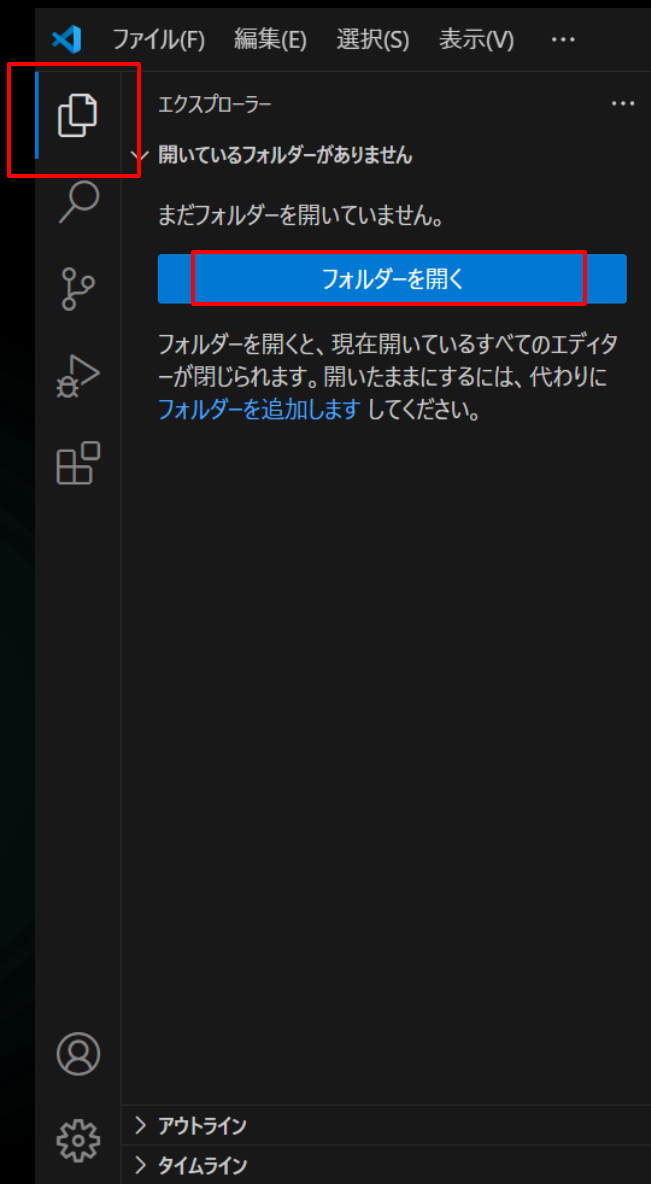 ファイル(F) 編集(E) 選択(S) 表示(V) ···
エクスプローラー ···
開いているフォルダーがありません
まだフォルダーを開いていません。
フォルダーを開く
フォルダーを開くと、現在開いているすべてのエディタ
ーが閉じられます。開いたままにするには、代わりに
フォルダーを追加します してください。
アウトライン
タイムライン